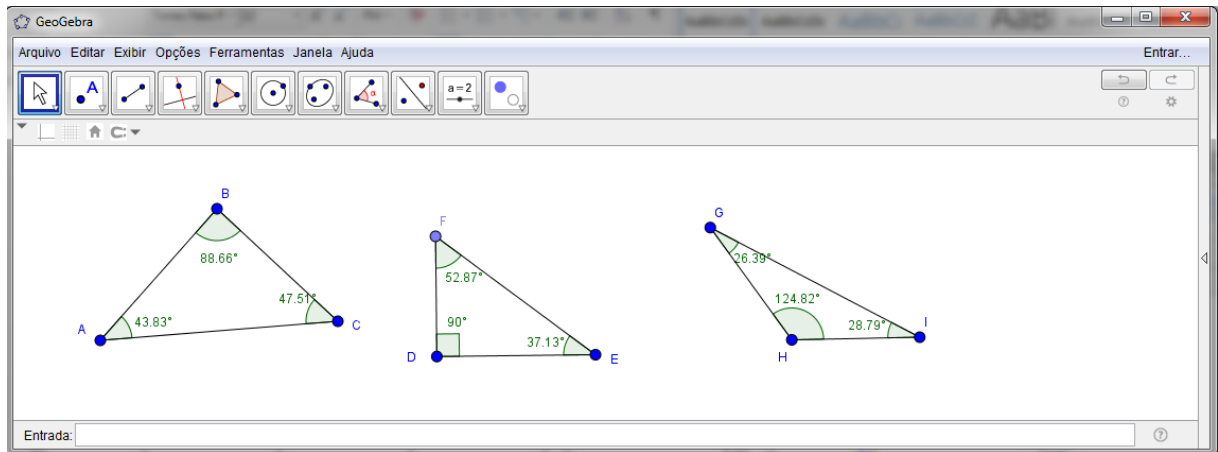 GeoGebra
Arquivo Editar Exibir Opções Ferramentas Janela Ajuda
Entrar...
A
α
a=2
B
88.66°
47.51°
43.83°
A
C
F
52.87°
90°
37.13°
D
E
G
26.39°
124.82°
28.79°
I
H
Entrada: